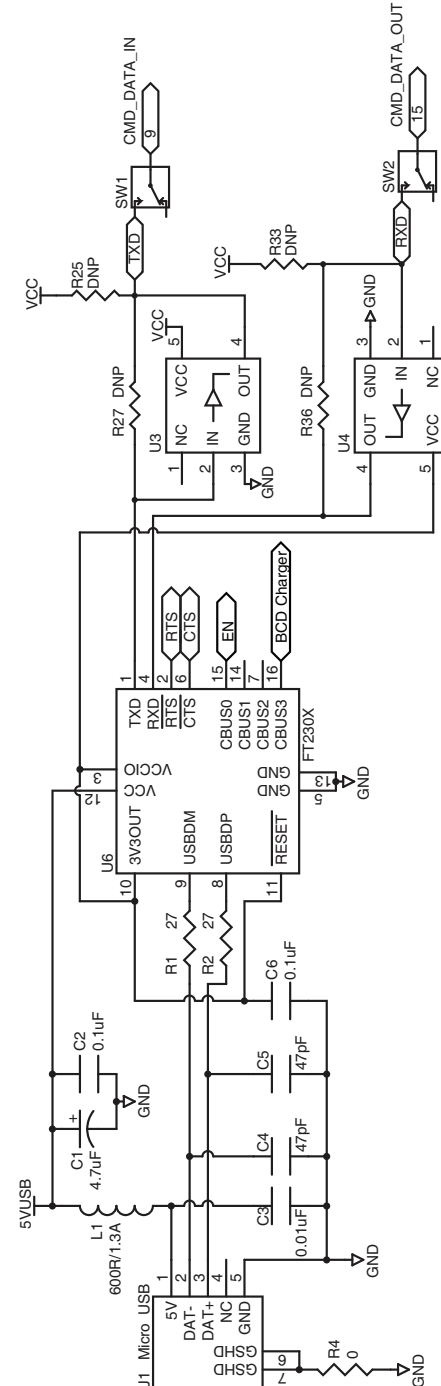 5VUSB
L1
600R/1.3A
C1
4.7uF
+
C2
0.1uF
GND
U1 Micro USB
5V
DAT-
DAT+
NC
GND
GSHD
GSHD
1
2
3
4
5
6
7
R4
0
GND
GND
C3
0.01uF
C4
47pF
C5
47pF
C6
0.1uF
R1
27
R2
27
U6
FT230X
3V3OUT
USBDM
USBDP
RESET
10
9
8
11
VCC
VCCIO
12
3
TXD
RXD
RTS
CTS
CBUS0
CBUS1
CBUS2
CBUS3
1
4
2
6
15
14
7
16
GND
GND
5
13
GND
RTS
CTS
EN
BCD Charger
R27 DNP
VCC
R25
DNP
U3
NC
IN
GND
VCC
OUT
1
2
3
5
4
VCC
GND
TXD
SW1
9
CMD_DATA_IN
VCC
R33
DNP
R36 DNP
U4
OUT
VCC
GND
IN
NC
4
5
3
2
1
GND
RXD
SW2
15
CMD_DATA_OUT